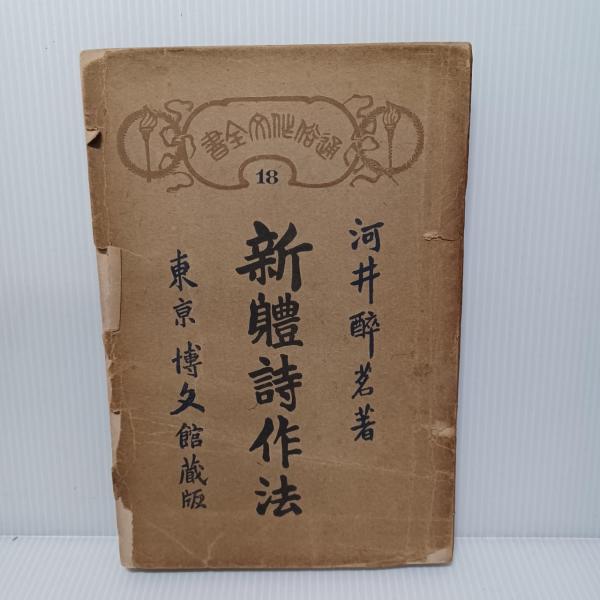 通俗作文全書
18
河井醉茗著
新體詩作法
東京 博文館藏版